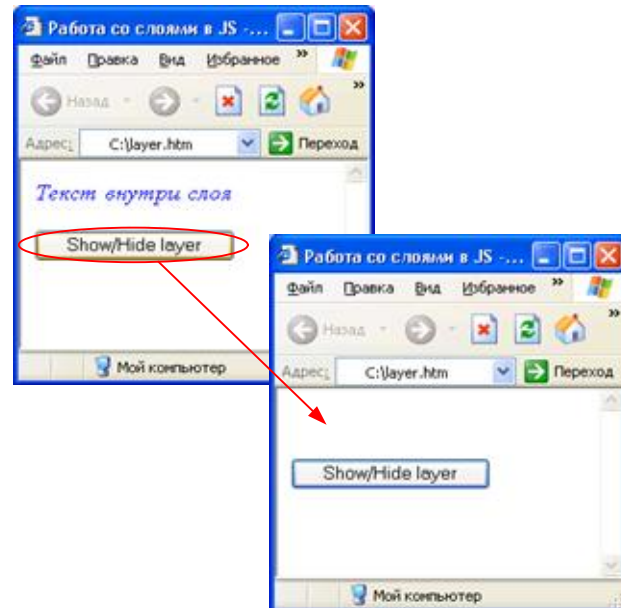 Работа со слоями в JS -...
Файл Правка Вид Избранное »
Назад »
Адрес: C:\layer.htm Переход
Текст внутри слоя
Show/Hide layer
Мой компьютер
Работа со слоями в JS -...
Файл Правка Вид Избранное »
Назад »
Адрес: C:\layer.htm Переход
Show/Hide layer
Мой компьютер